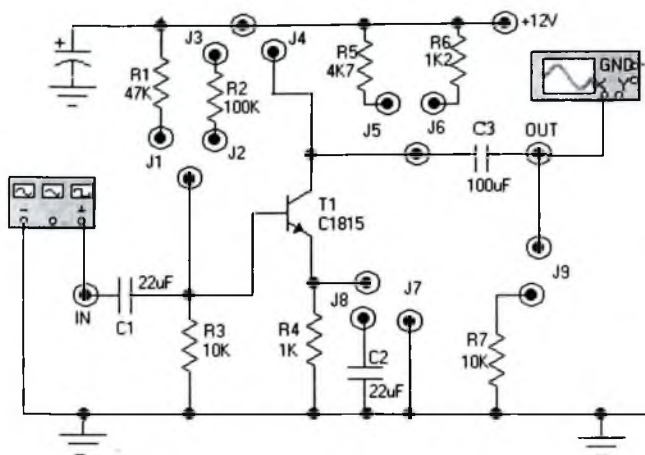 +12V
J3
J4
R1
47K
R2
100K
R5
4K7
R6
1K2
GND
J1
J2
J5
J6
C3
100uF
OUT
T1
C1815
22uF
IN
C1
J8
J7
J9
R3
10K
R4
1K
C2
22uF
R7
10K